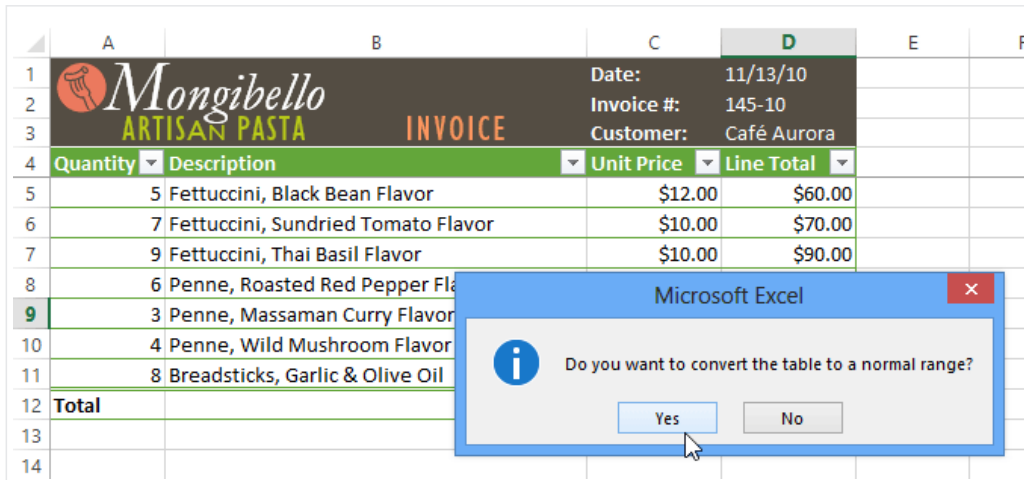 A B C D E F
1 Mongibello Date: 11/13/10
2 Invoice #: 145-10
3 ARTISAN PASTA INVOICE Customer: Café Aurora
4 Quantity Description Unit Price Line Total
5 5 Fettuccini, Black Bean Flavor $12.00 $60.00
6 7 Fettuccini, Sundried Tomato Flavor $10.00 $70.00
7 9 Fettuccini, Thai Basil Flavor $10.00 $90.00
8 6 Penne, Roasted Red Pepper Fla
9 3 Penne, Massaman Curry Flavor
10 4 Penne, Wild Mushroom Flavor
11 8 Breadsticks, Garlic & Olive Oil
12 Total
13
14
Microsoft Excel
Do you want to convert the table to a normal range?
Yes No